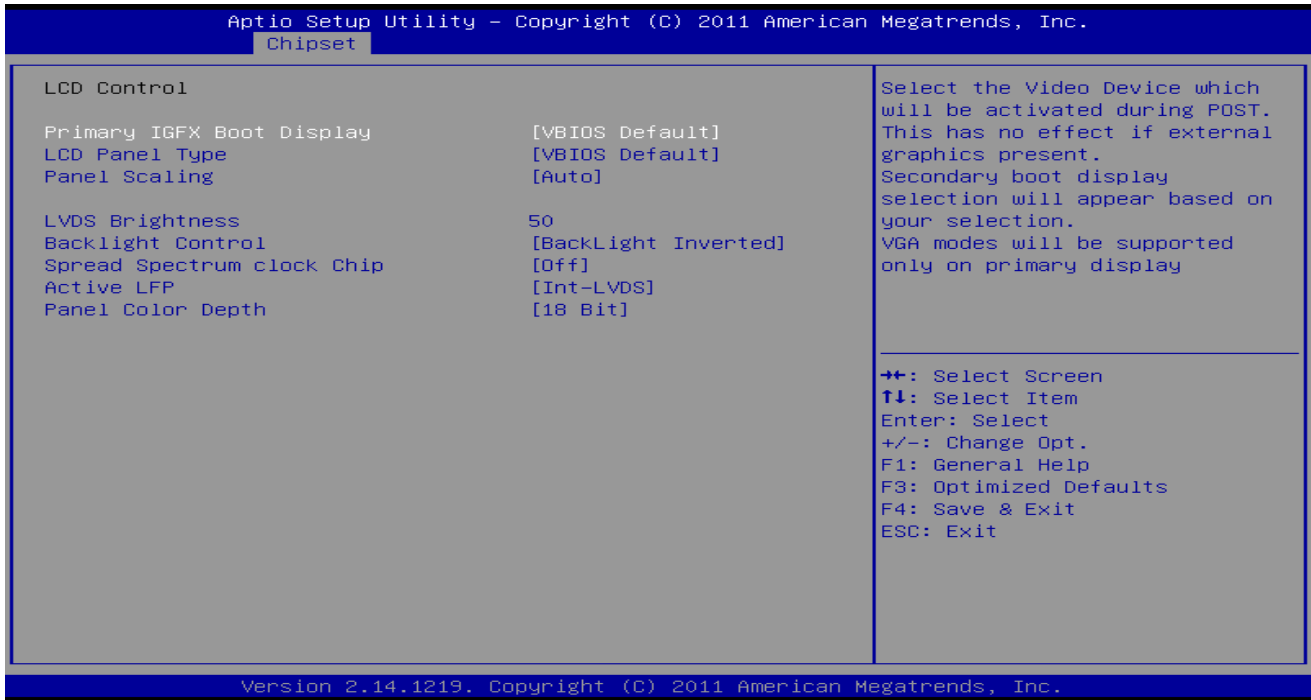 Aptio Setup Utility – Copyright (C) 2011 American Megatrends, Inc.
Chipset
LCD Control
Primary IGFX Boot Display [VBIOS Default]
LCD Panel Type [VBIOS Default]
Panel Scaling [Auto]
LVDS Brightness 50
Backlight Control [BackLight Inverted]
Spread Spectrum clock Chip [Off]
Active LFP [Int-LVDS]
Panel Color Depth [18 Bit]
Select the Video Device which
will be activated during POST.
This has no effect if external
graphics present.
Secondary boot display
selection will appear based on
your selection.
VGA modes will be supported
only on primary display
→←: Select Screen
↑↓: Select Item
Enter: Select
+/-: Change Opt.
F1: General Help
F3: Optimized Defaults
F4: Save & Exit
ESC: Exit
Version 2.14.1219. Copyright (C) 2011 American Megatrends, Inc.